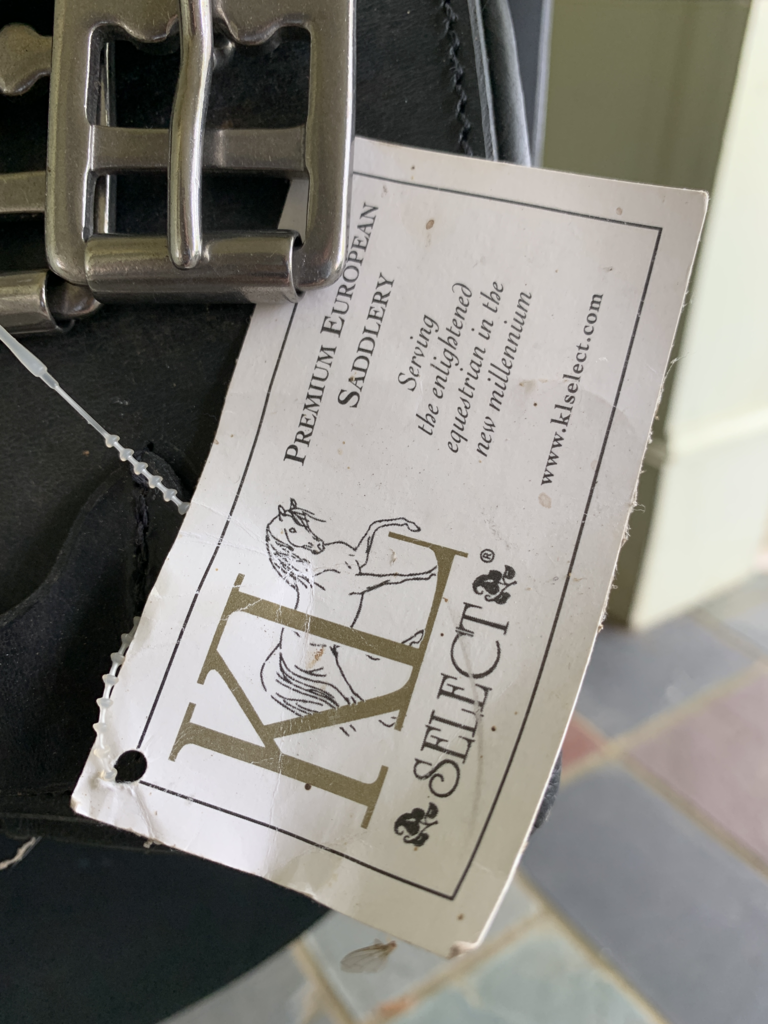 KL
SELECT®
PREMIUM EUROPEAN
SADDLERY
Serving
the enlightened
equestrian in the
new millennium
www.klselect.com